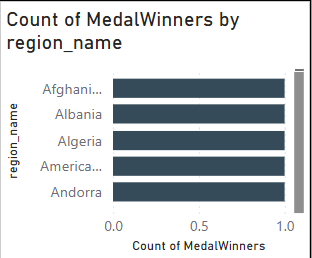 Count of MedalWinners by
region_name
region_name
Afghani...
Albania
Algeria
America...
Andorra
0.0 0.5 1.0
Count of MedalWinners